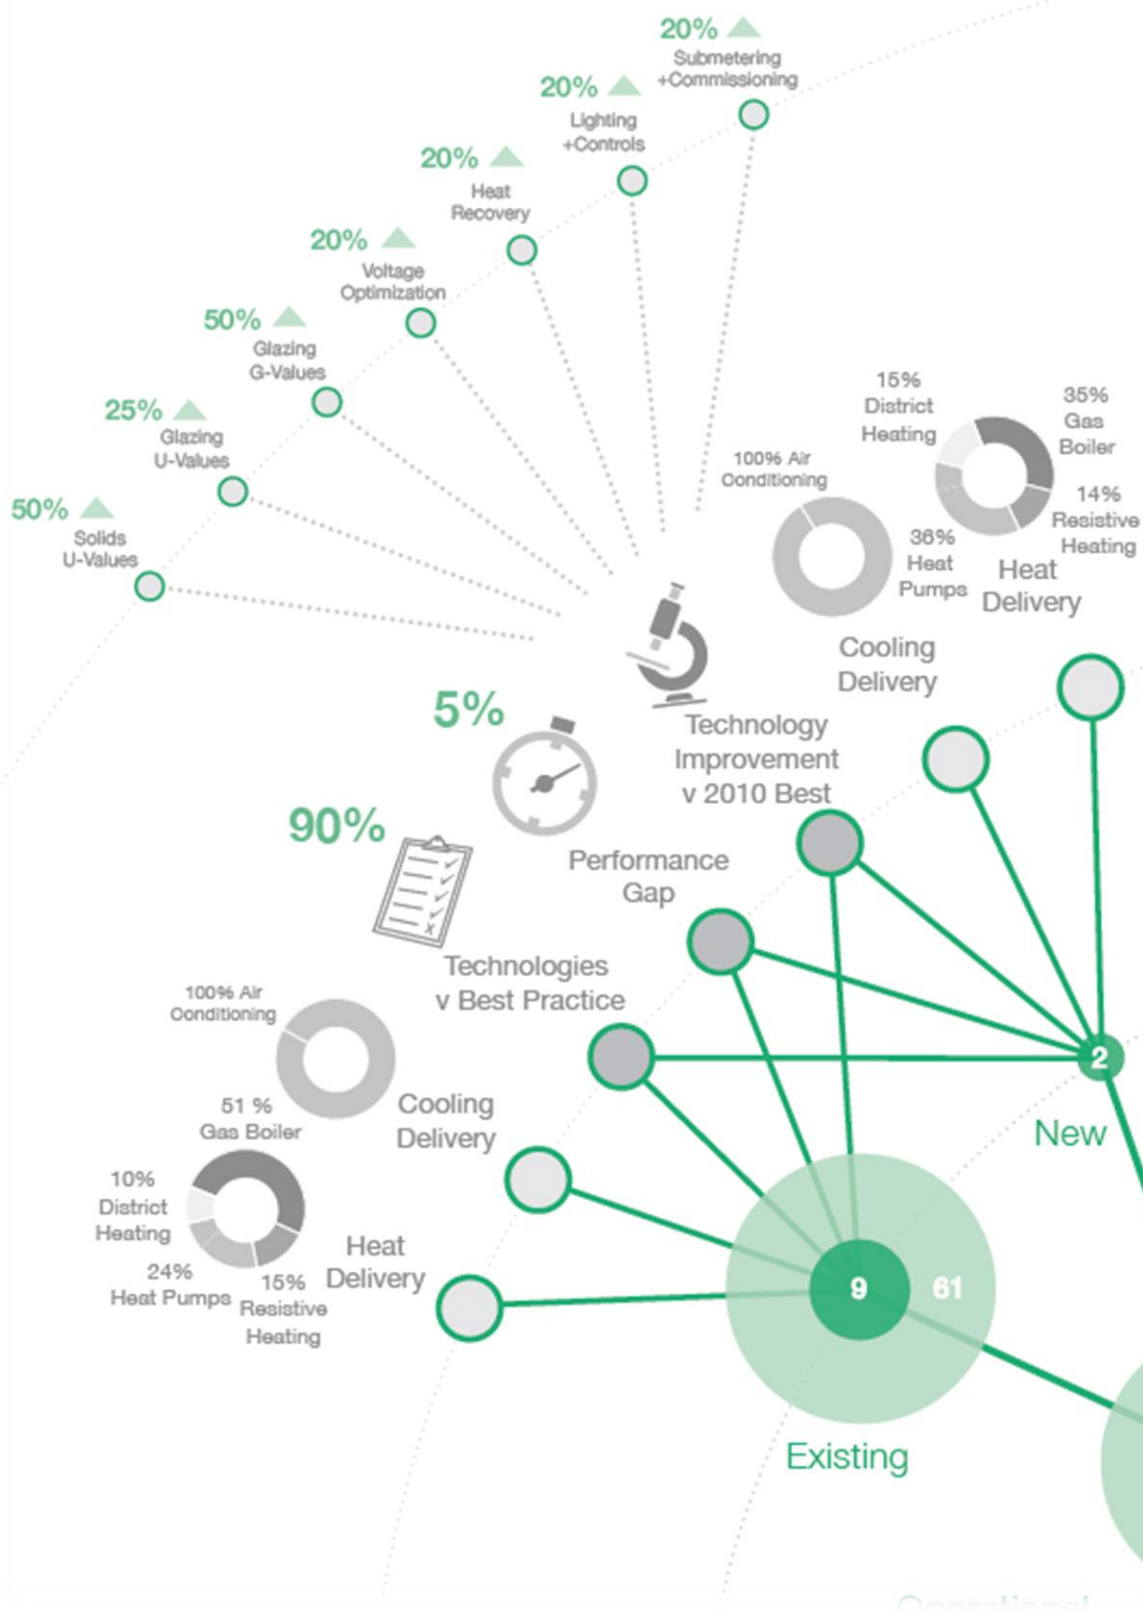 20%
Submetering
+Commissioning
20%
Lighting
+Controls
20%
Heat
Recovery
20%
Voltage
Optimization
50%
Glazing
G-Values
25%
Glazing
U-Values
50%
Solids
U-Values
15%
District
Heating
35%
Gas
Boiler
14%
Resistive
Heating
36%
Heat
Pumps
Heat
Delivery
100% Air
Conditioning
Cooling
Delivery
Technology
Improvement
v 2010 Best
5%
Performance
Gap
90%
Technologies
v Best Practice
100% Air
Conditioning
Cooling
Delivery
51 %
Gas Boiler
10%
District
Heating
24%
Heat Pumps
15%
Resistive
Heating
Heat
Delivery
2
New
9
61
Existing